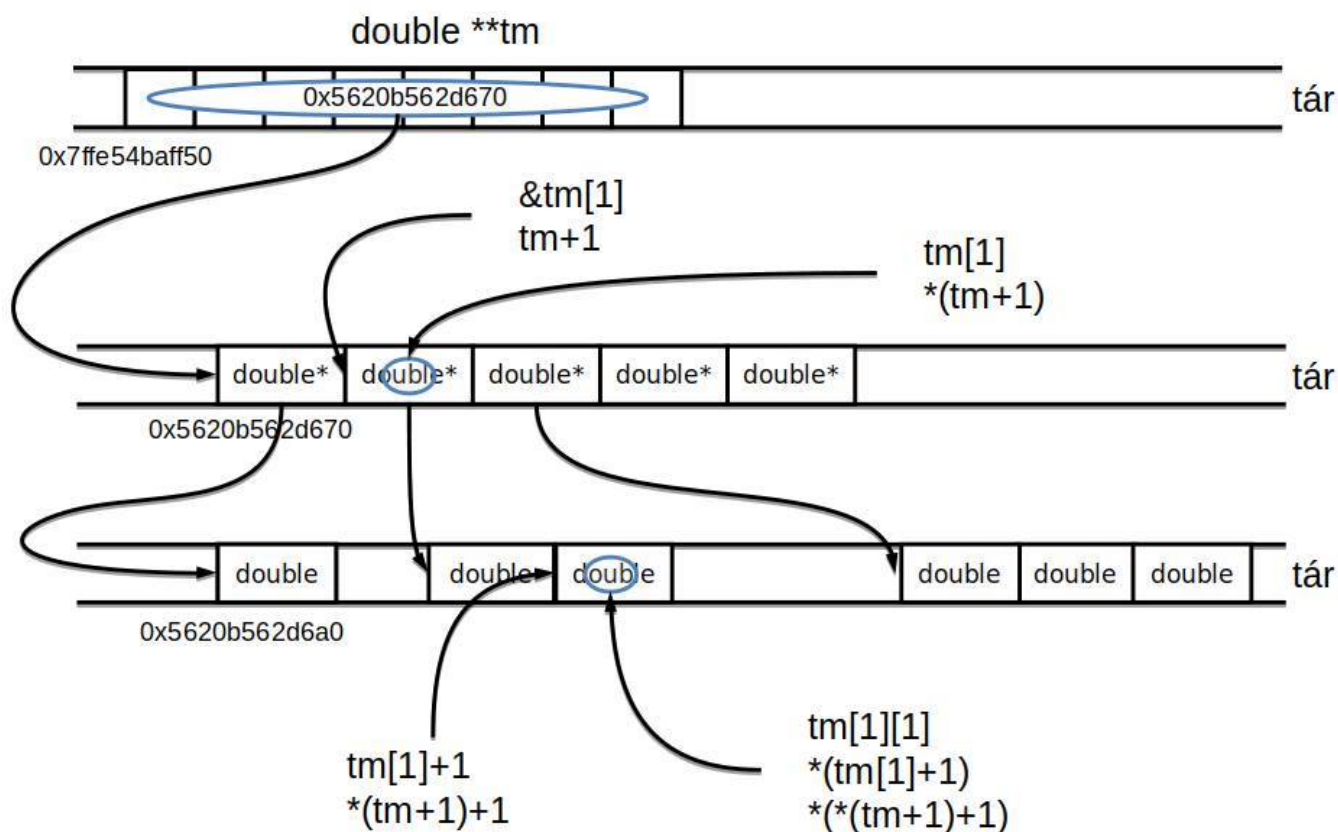 double **tm
0x5620b562d670
tár
0x7ffe54baff50
&tm[1]
tm+1
tm[1]
*(tm+1)
double* double* double* double* double*
tár
0x5620b562d670
double double double double double double
tár
0x5620b562d6a0
tm[1]+1
*(tm+1)+1
tm[1][1]
*(tm[1]+1)
*(*(tm+1)+1)